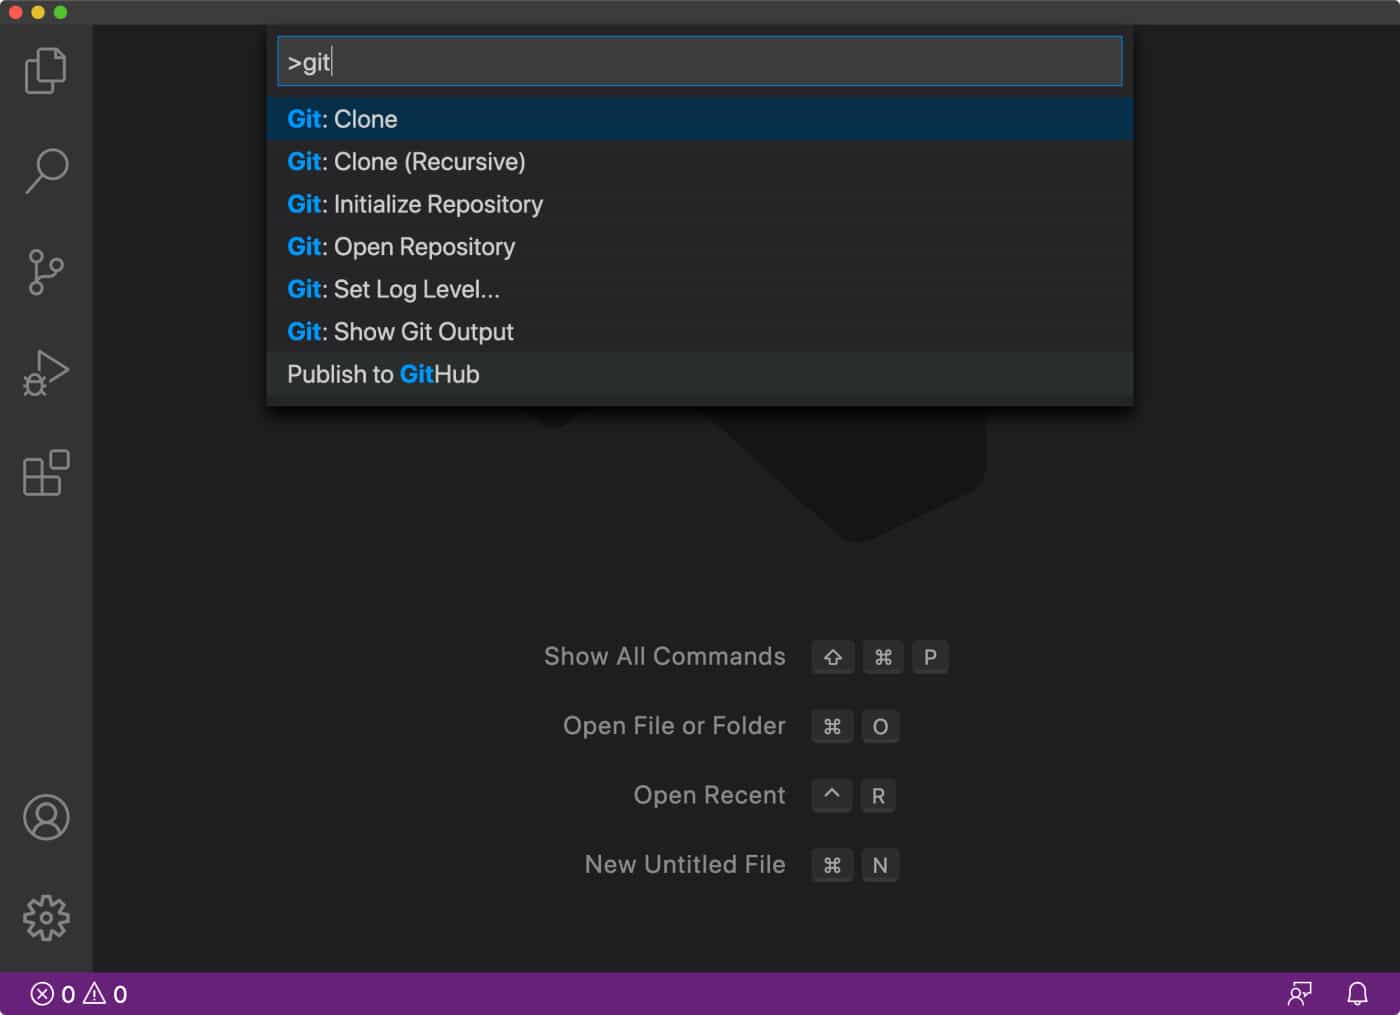 >git
Git: Clone
Git: Clone (Recursive)
Git: Initialize Repository
Git: Open Repository
Git: Set Log Level...
Git: Show Git Output
Publish to GitHub
Show All Commands ⇧ ⌘ P
Open File or Folder ⌘ O
Open Recent ^ R
New Untitled File ⌘ N
0 0